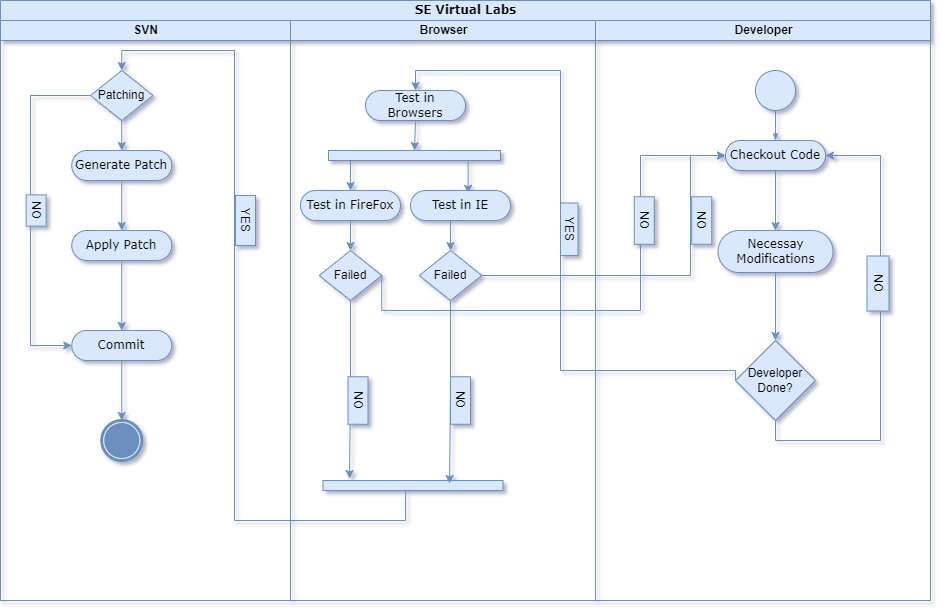 SE Virtual Labs
SVN
Browser
Developer
Patching
Generate Patch
Apply Patch
Commit
NO
YES
Test in
Browsers
Test in FireFox
Test in IE
Failed
Failed
NO
NO
YES
NO
NO
Checkout Code
Necessay
Modifications
Developer
Done?
NO